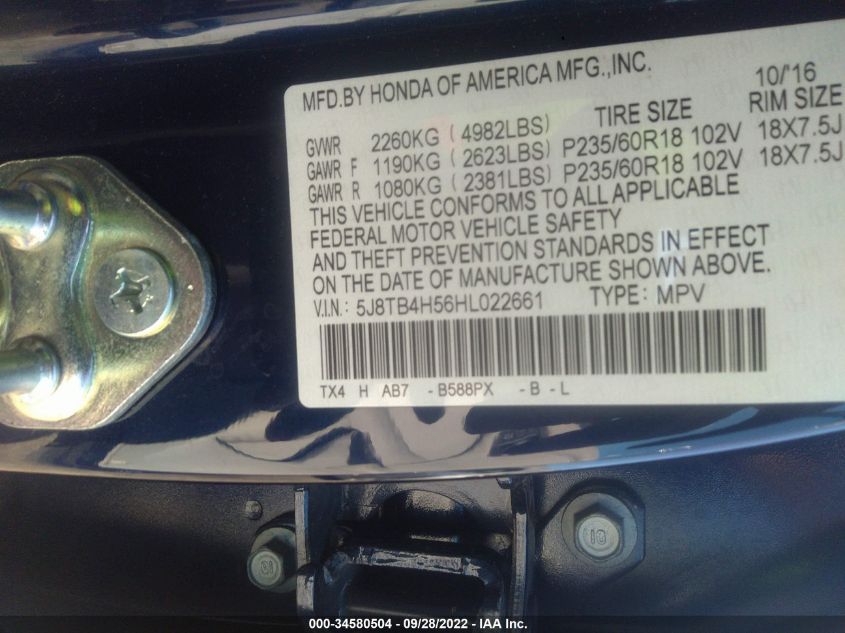 MFD.BY HONDA OF AMERICA MFG.,INC. 10/'16
TIRE SIZE RIM SIZE
GVWR 2260KG ( 4982LBS)
GAWR F 1190KG ( 2623LBS) P235/60R18 102V 18X7.5J
GAWR R 1080KG ( 2381LBS) P235/60R18 102V 18X7.5J
THIS VEHICLE CONFORMS TO ALL APPLICABLE
FEDERAL MOTOR VEHICLE SAFETY
AND THEFT PREVENTION STANDARDS IN EFFECT
ON THE DATE OF MANUFACTURE SHOWN ABOVE.
V.I.N.: 5J8TB4H56HL022661 TYPE: MPV
TX4 H AB7 -B588PX -B -L
10
000-34580504 - 09/28/2022 - IAA Inc.